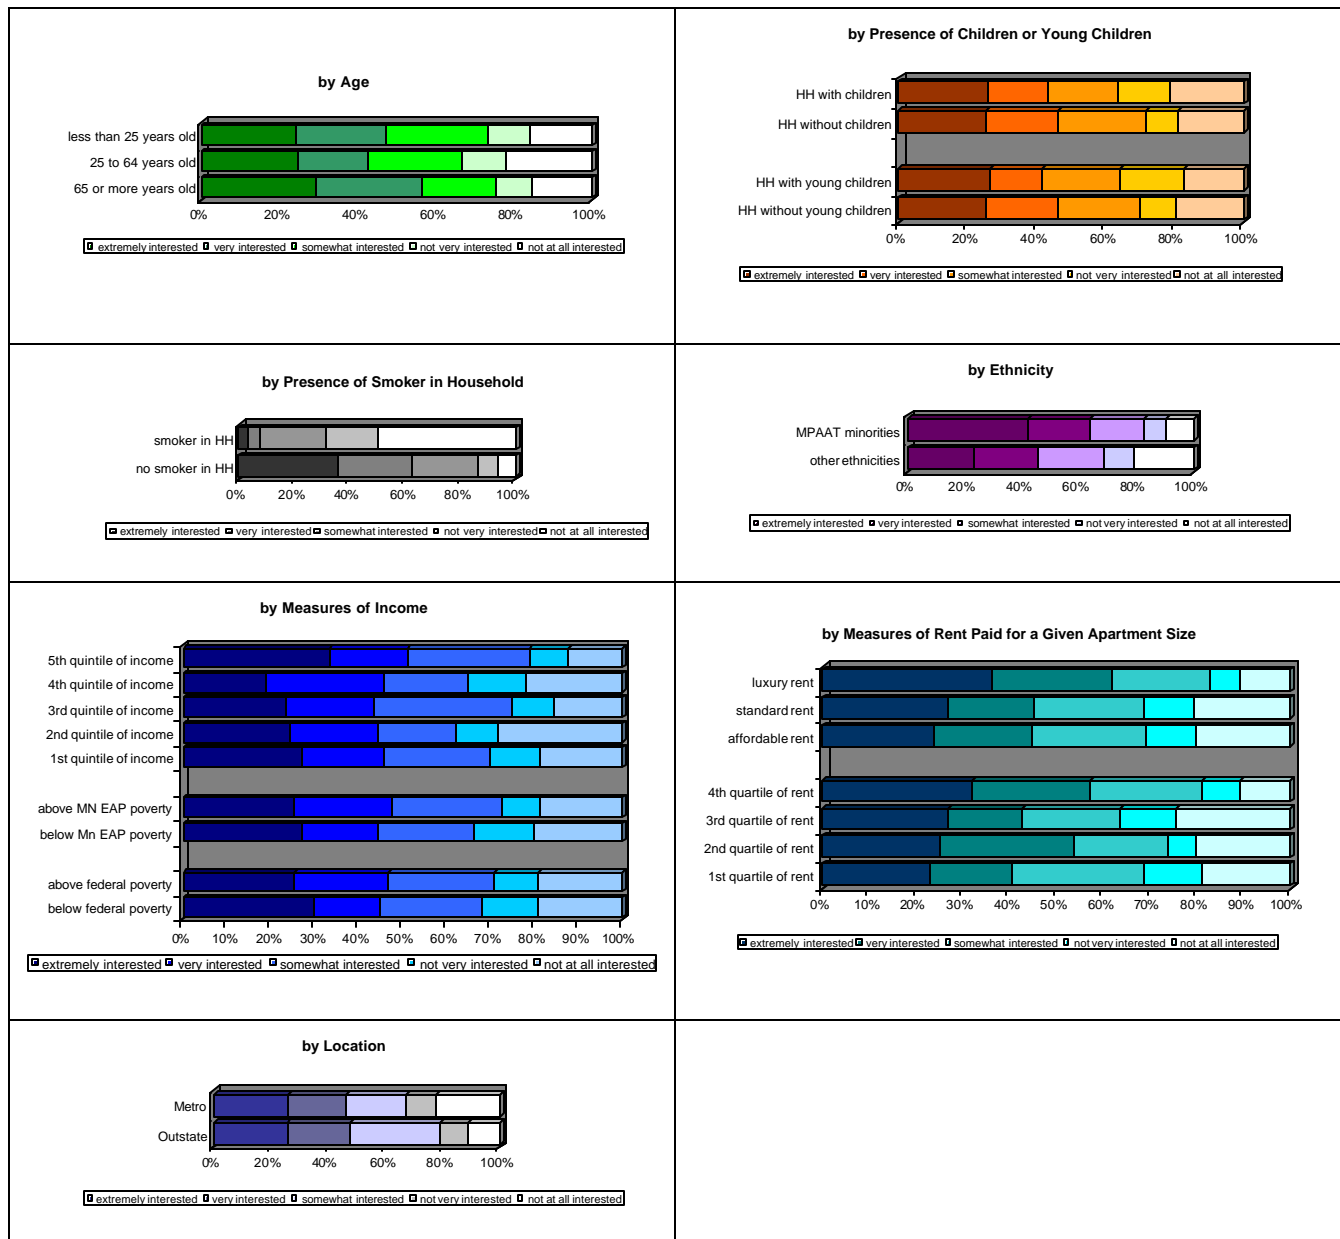 by Age
less than 25 years old
25 to 64 years old
65 or more years old
0% 20% 40% 60% 80% 100%
extremely interested very interested somewhat interested not very interested not at all interested
by Presence of Children or Young Children
HH with children
HH without children
HH with young children
HH without young children
0% 20% 40% 60% 80% 100%
extremely interested very interested somewhat interested not very interested not at all interested
by Presence of Smoker in Household
smoker in HH
no smoker in HH
0% 20% 40% 60% 80% 100%
extremely interested very interested somewhat interested not very interested not at all interested
by Ethnicity
MPAAT minorities
other ethnicities
0% 20% 40% 60% 80% 100%
extremely interested very interested somewhat interested not very interested not at all interested
by Measures of Income
5th quintile of income
4th quintile of income
3rd quintile of income
2nd quintile of income
1st quintile of income
above MN EAP poverty
below Mn EAP poverty
above federal poverty
below federal poverty
0% 10% 20% 30% 40% 50% 60% 70% 80% 90% 100%
extremely interested very interested somewhat interested not very interested not at all interested
by Measures of Rent Paid for a Given Apartment Size
luxury rent
standard rent
affordable rent
4th quartile of rent
3rd quartile of rent
2nd quartile of rent
1st quartile of rent
0% 10% 20% 30% 40% 50% 60% 70% 80% 90% 100%
extremely interested very interested somewhat interested not very interested not at all interested
by Location
Metro
Outstate
0% 20% 40% 60% 80% 100%
extremely interested very interested somewhat interested not very interested not at all interested